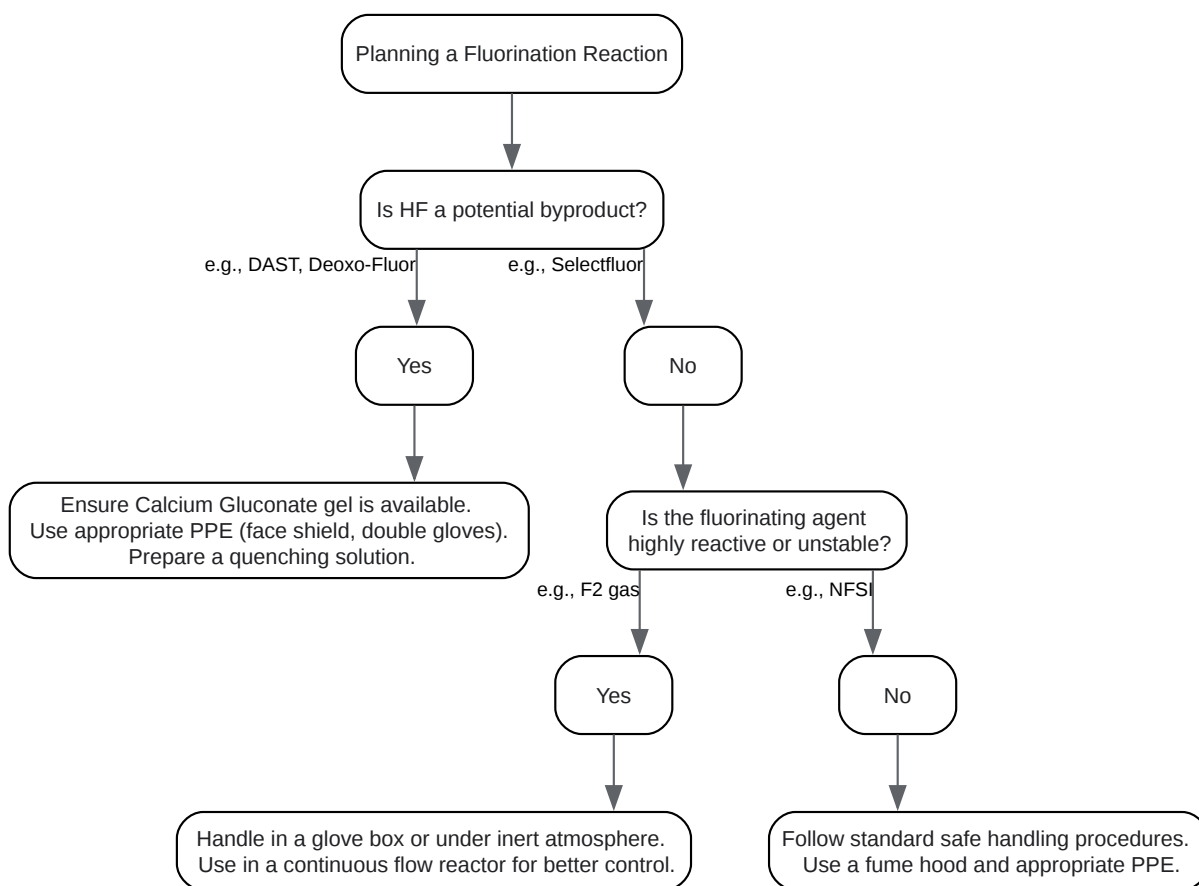 Planning a Fluorination Reaction
Is HF a potential byproduct?
e.g., DAST, Deoxo-Fluor
e.g., Selectfluor
Yes
No
Ensure Calcium Gluconate gel is available.
Use appropriate PPE (face shield, double gloves).
Prepare a quenching solution.
Is the fluorinating agent
highly reactive or unstable?
e.g., F2 gas
e.g., NFSI
Yes
No
Handle in a glove box or under inert atmosphere.
Use in a continuous flow reactor for better control.
Follow standard safe handling procedures.
Use a fume hood and appropriate PPE.